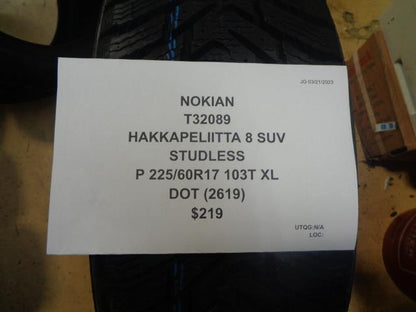 JG 03/21/2023
NOKIAN
T32089
HAKKAPELIITTA 8 SUV
STUDLESS
P 225/60R17 103T XL
DOT (2619)
$219
UTQG:N/A
LOC: